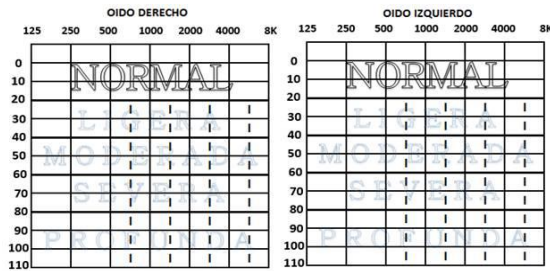 OIDO DERECHO
125 250 500 1000 2000 4000 8K
0
10
20
30
40
50
60
70
80
90
100
110
NORMAL
LIGERA
MODERADA
SEVERA
PROFUNDA
OIDO IZQUIERDO
125 250 500 1000 2000 4000 8K
0
10
20
30
40
50
60
70
80
90
100
110
NORMAL
LIGERA
MODERADA
SEVERA
PROFUNDA